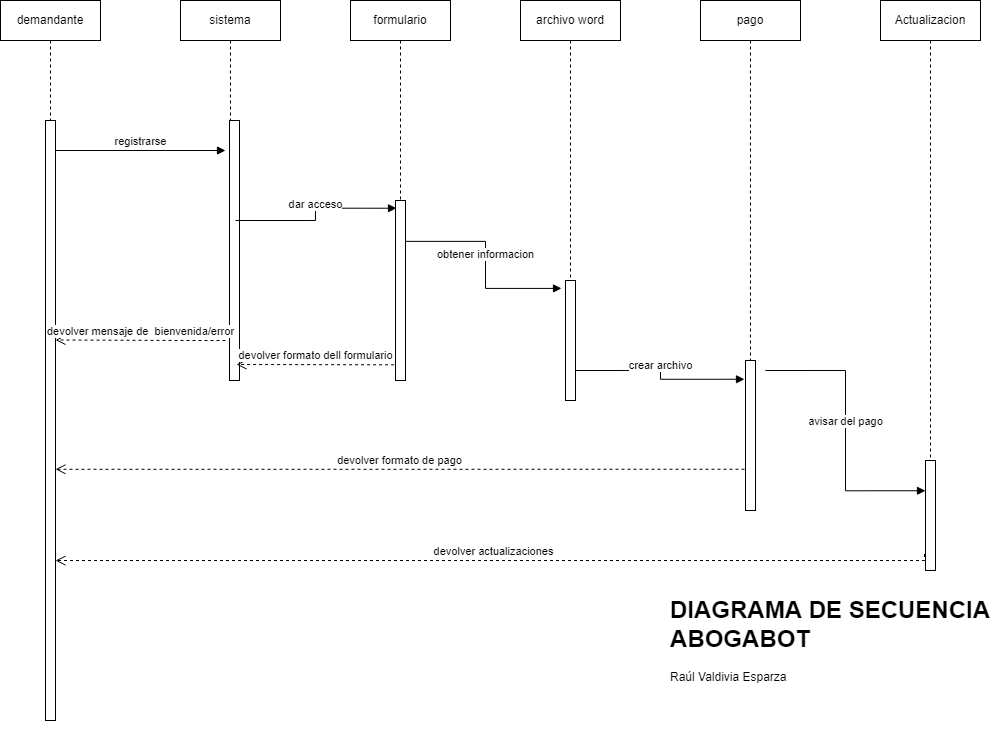 demandante
sistema
formulario
archivo word
pago
Actualizacion
registrarse
dar acceso
obtener informacion
devolver mensaje de bienvenida/error
devolver formato dell formulario
crear archivo
avisar del pago
devolver formato de pago
devolver actualizaciones
DIAGRAMA DE SECUENCIA
ABOGABOT
Raúl Valdivia Esparza